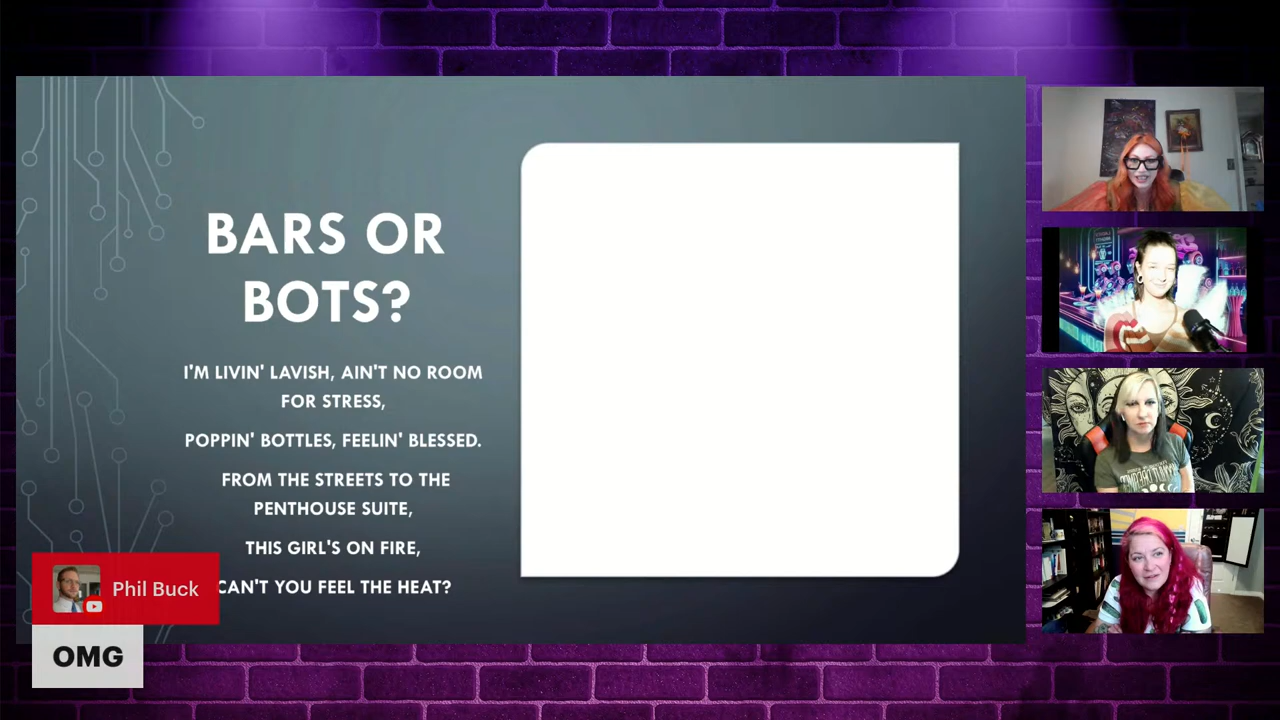 BARS OR
BOTS?
I'M LIVIN' LAVISH, AIN'T NO ROOM
FOR STRESS,
POPPIN' BOTTLES, FEELIN' BLESSED.
FROM THE STREETS TO THE
PENTHOUSE SUITE,
THIS GIRL'S ON FIRE,
CAN'T YOU FEEL THE HEAT?
Phil Buck
OMG